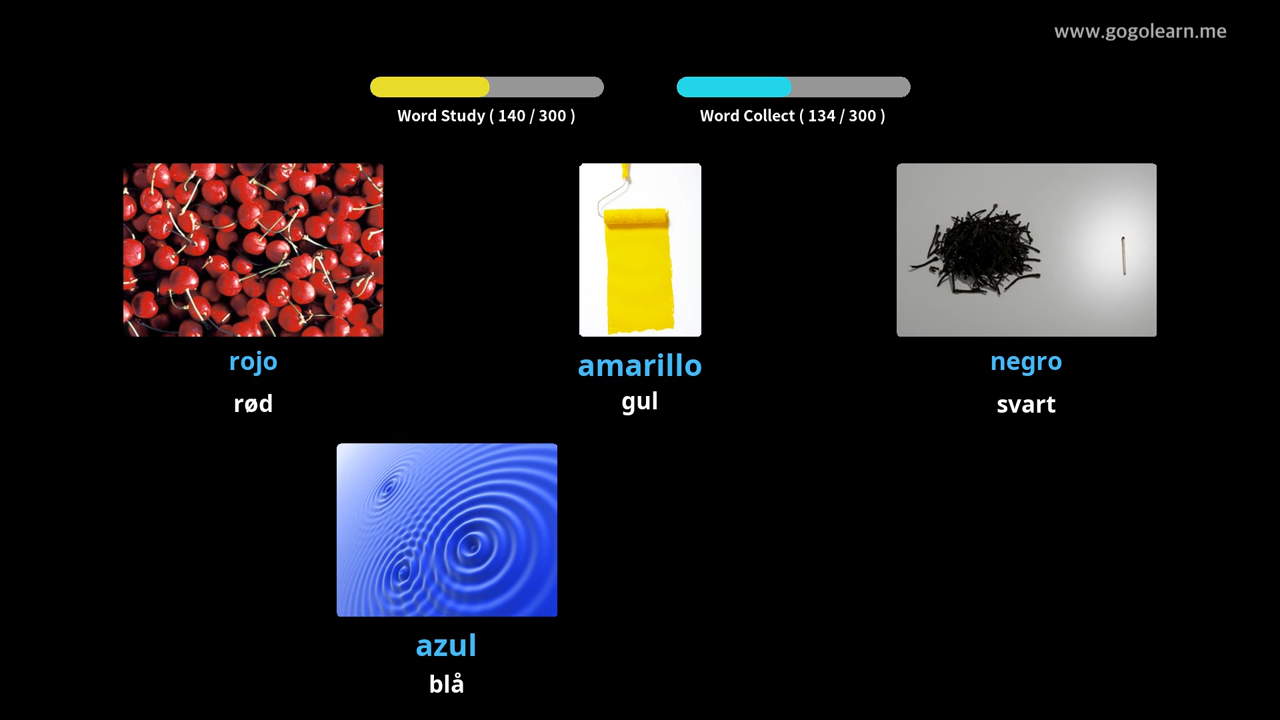 www.gogolearn.me
Word Study ( 140 / 300 )
Word Collect ( 134 / 300 )
rojo
rød
amarillo
gul
negro
svart
azul
blå